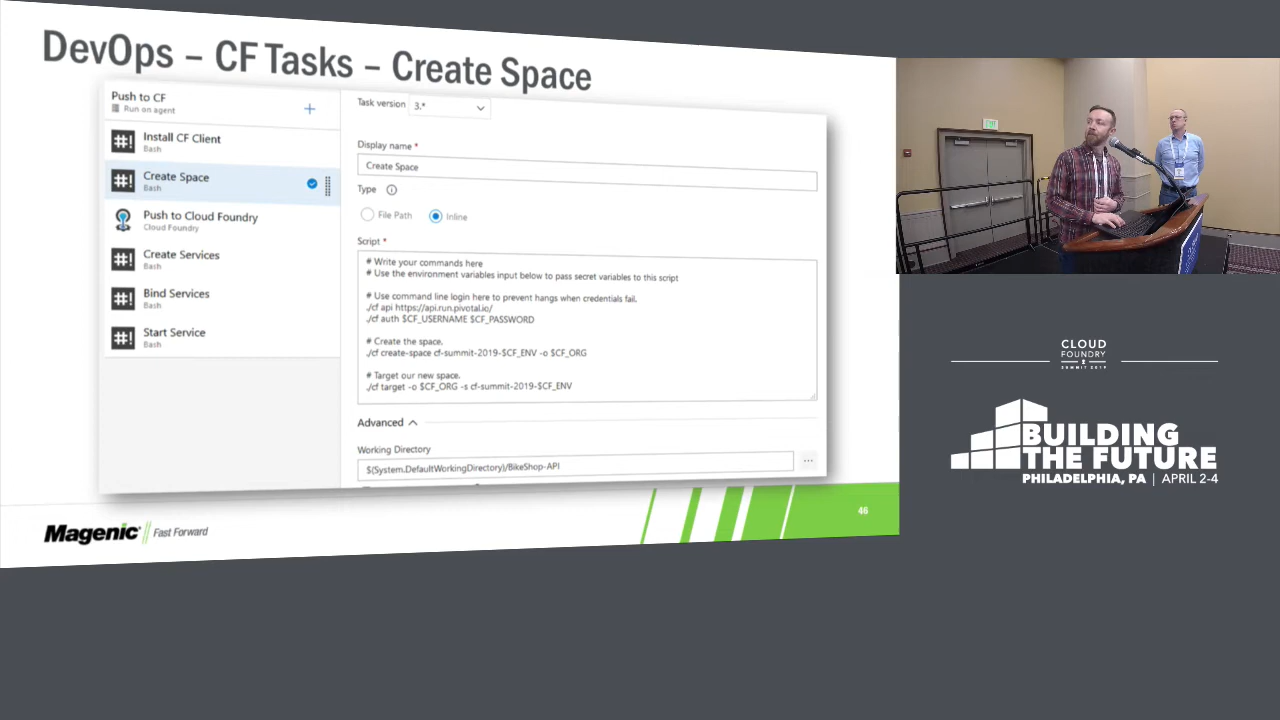 DevOps – CF Tasks – Create Space
Push to CF
Run on agent
Install CF Client
Bash
Create Space
Bash
Push to Cloud Foundry
Cloud Foundry
Create Services
Bash
Bind Services
Bash
Start Service
Bash
Task version 3.*
Display name *
Create Space
Type
File Path Inline
Script *
# Write your commands here
# Use the environment variables input below to pass secret variables to this script
# Use command line login here to prevent hangs when credentials fail.
./cf api https://api.run.pivotal.io/
./cf auth $CF_USERNAME $CF_PASSWORD
# Create the space.
./cf create-space cf-summit-2019-$CF_ENV -o $CF_ORG
# Target our new space.
./cf target -o $CF_ORG -s cf-summit-2019-$CF_ENV
Advanced
Working Directory
$(System.DefaultWorkingDirectory)/BikeShop-API
Magenic Fast Forward
46
EXIT
CLOUD
FOUNDRY
SUMMIT 2019
BUILDING
THE FUTURE
PHILADELPHIA, PA | APRIL 2-4